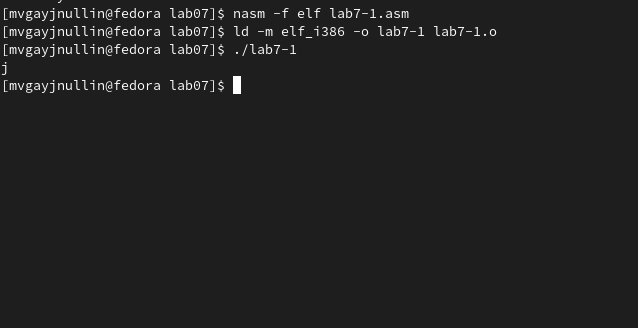 [mvgayjnullin@fedora lab07]$ nasm -f elf lab7-1.asm
[mvgayjnullin@fedora lab07]$ ld -m elf_i386 -o lab7-1 lab7-1.o
[mvgayjnullin@fedora lab07]$ ./lab7-1
j
[mvgayjnullin@fedora lab07]$